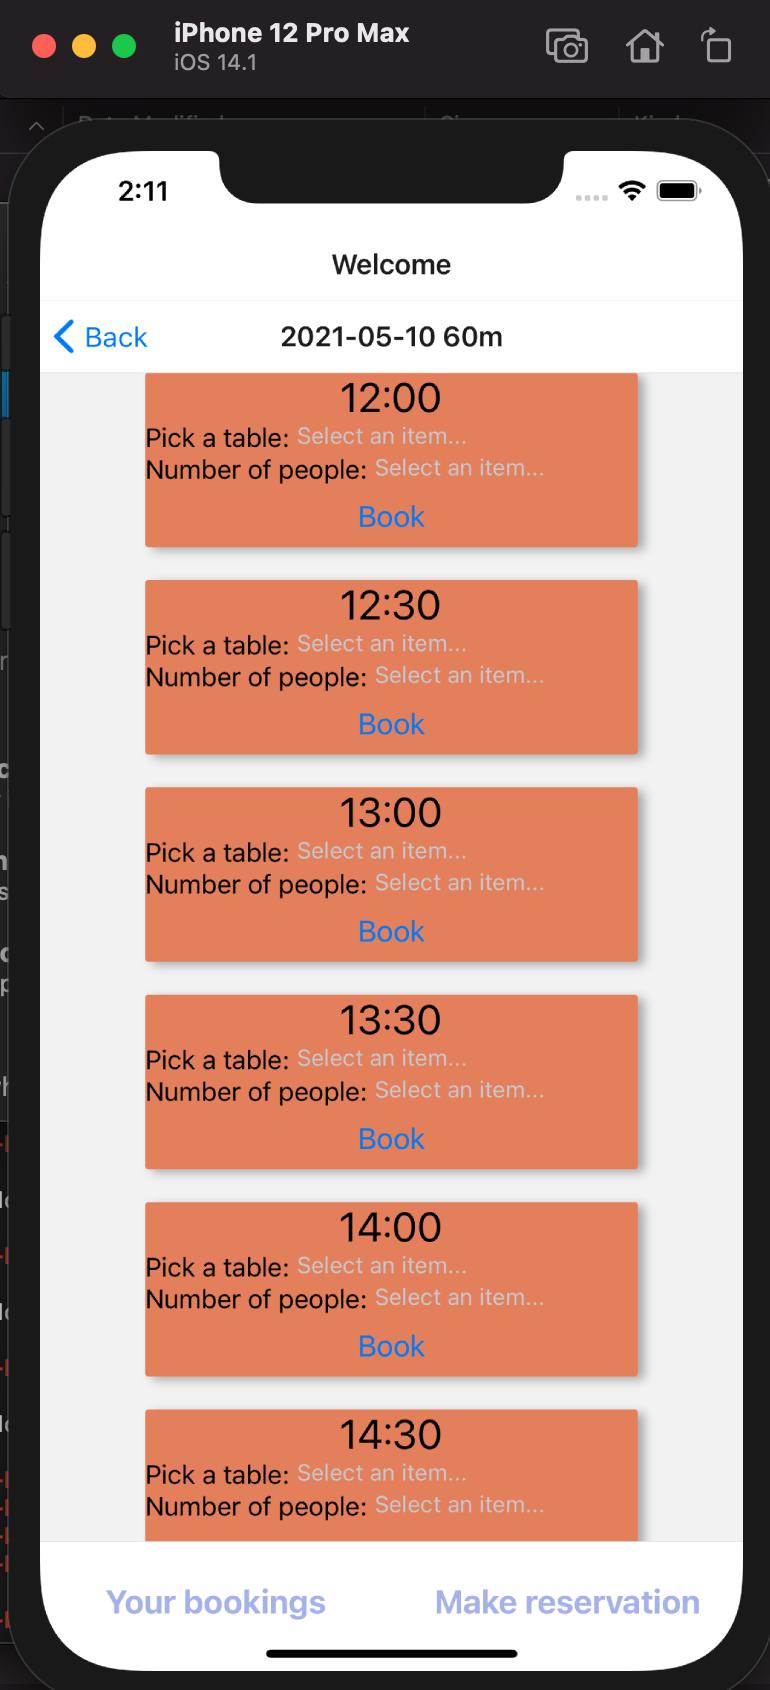 iPhone 12 Pro Max
iOS 14.1
2:11
Welcome
Back 2021-05-10 60m
12:00
Pick a table: Select an item...
Number of people: Select an item...
Book
12:30
Pick a table: Select an item...
Number of people: Select an item...
Book
13:00
Pick a table: Select an item...
Number of people: Select an item...
Book
13:30
Pick a table: Select an item...
Number of people: Select an item...
Book
14:00
Pick a table: Select an item...
Number of people: Select an item...
Book
14:30
Pick a table: Select an item...
Number of people: Select an item...
Your bookings Make reservation